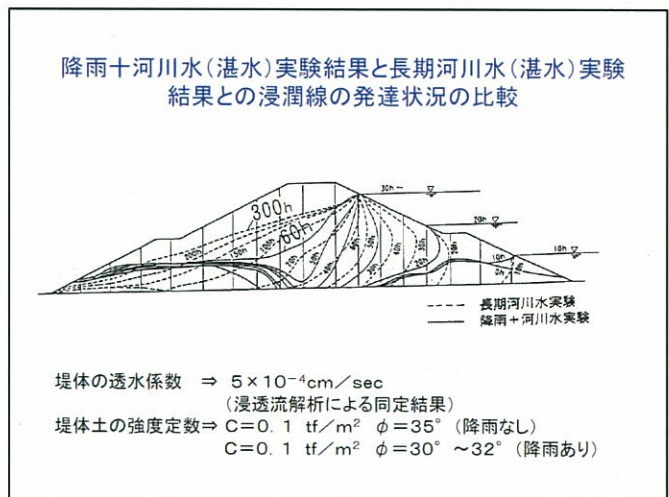 降雨+河川水(湛水)実験結果と長期河川水(湛水)実験
結果との浸潤線の発達状況の比較
30h
20h
10h
300h
60h
200h
150h
100h
10h
0h
---- 長期河川水実験
―― 降雨+河川水実験
堤体の透水係数 ⇒ 5×10⁻⁴cm/sec
(浸透流解析による同定結果)
堤体土の強度定数⇒ C=0.1 tf/m² φ=35°(降雨なし)
C=0.1 tf/m² φ=30°~32°(降雨あり)